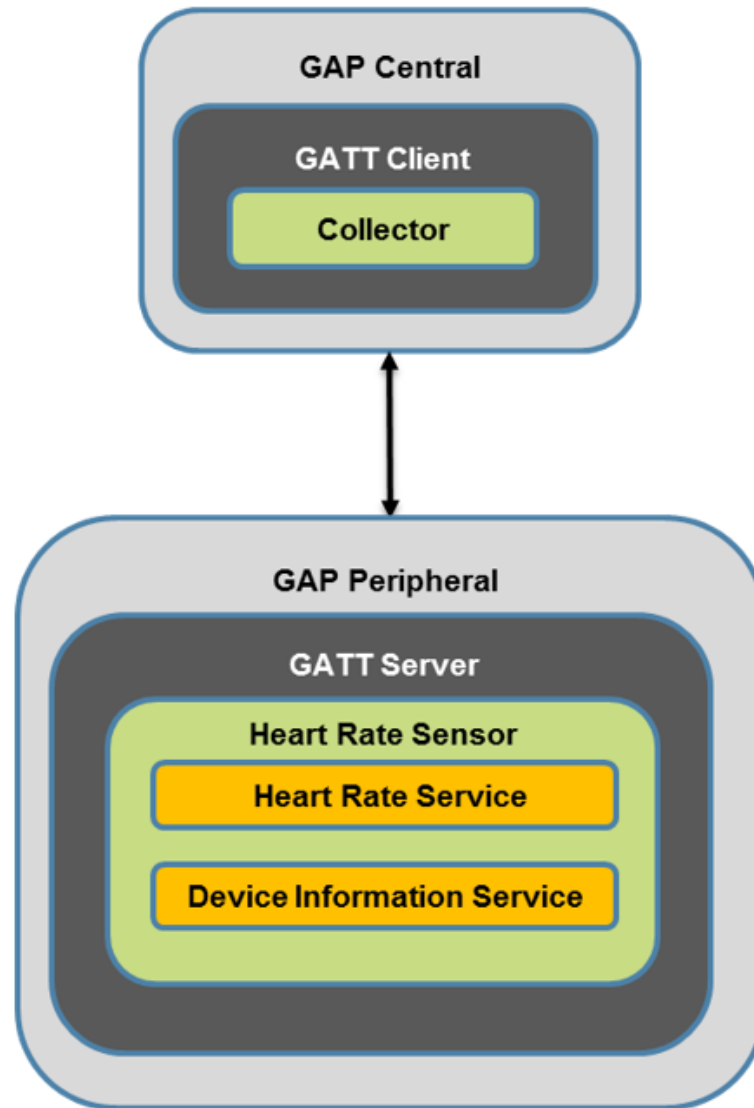 GAP Central
GATT Client
Collector
GAP Peripheral
GATT Server
Heart Rate Sensor
Heart Rate Service
Device Information Service